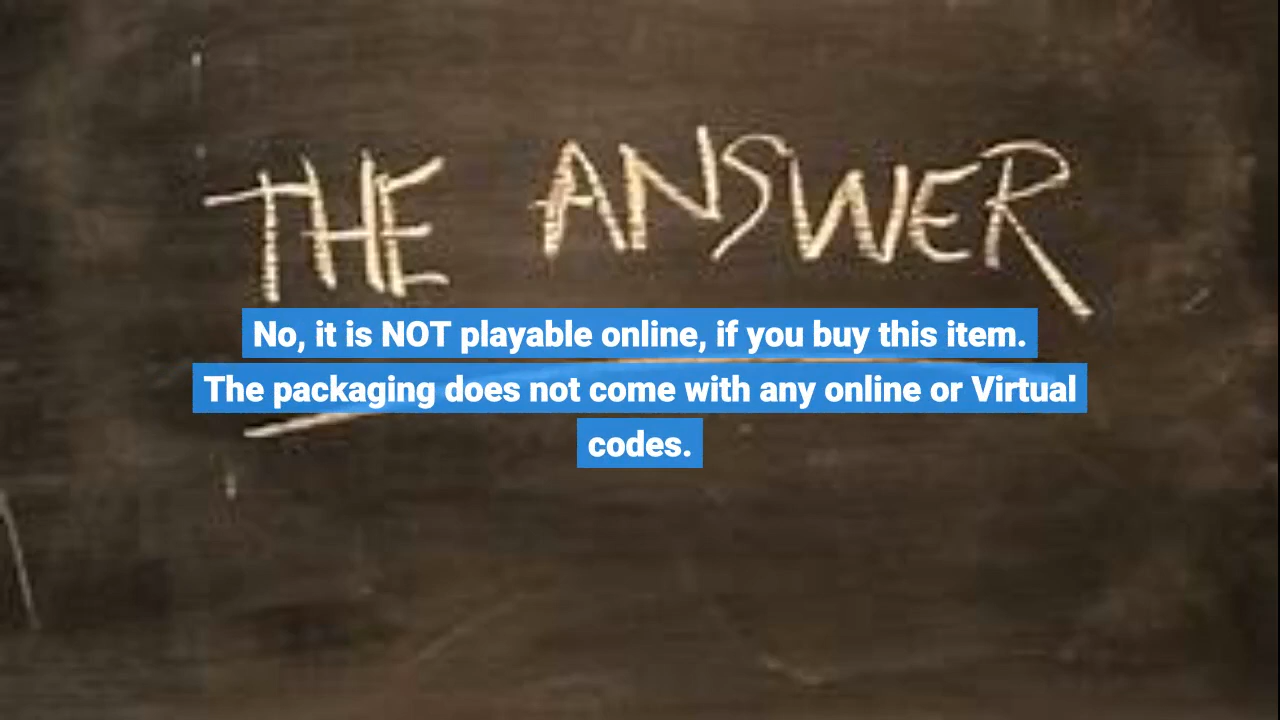 THE ANSWER
No, it is NOT playable online, if you buy this item.
The packaging does not come with any online or Virtual
codes.